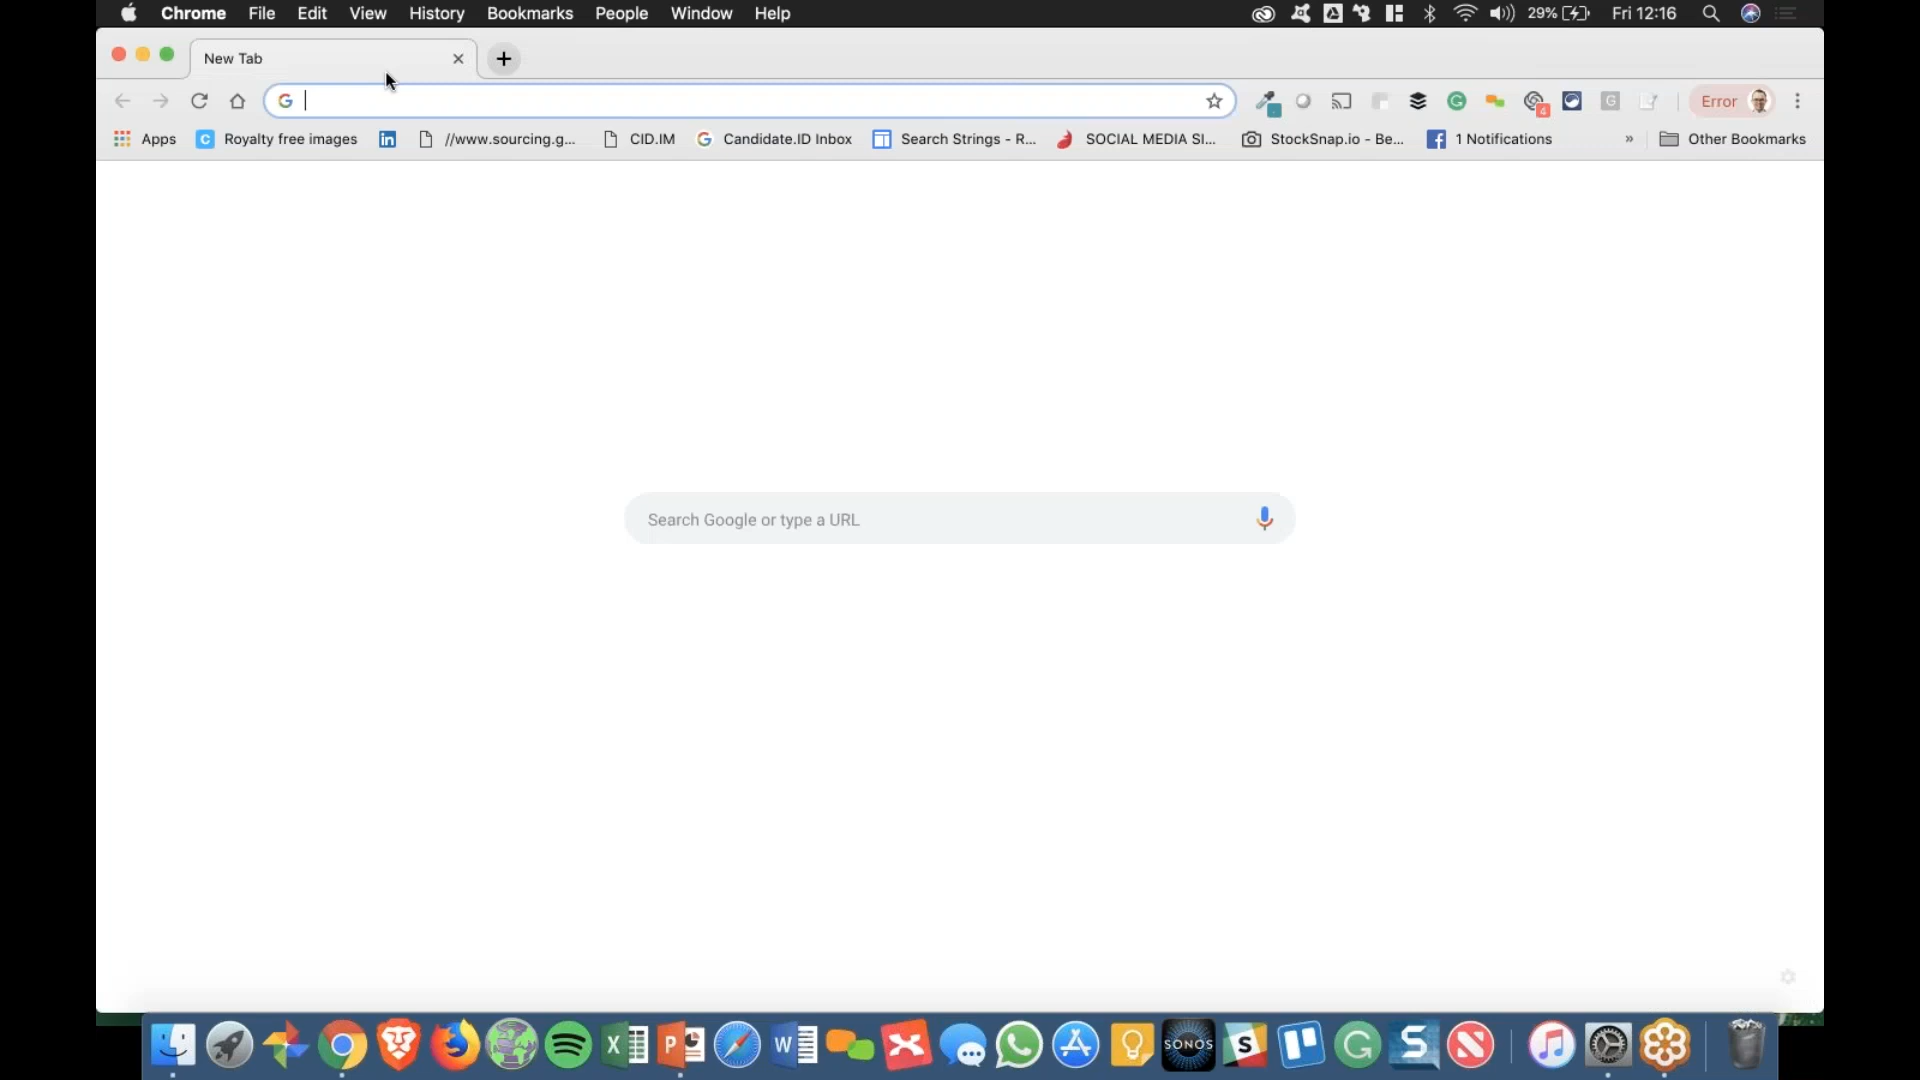 Chrome File Edit View History Bookmarks People Window Help 29% Fri 12:16
New Tab
4 G Error
Apps C Royalty free images in //www.sourcing.g... CID.IM Candidate.ID Inbox Search Strings - R... SOCIAL MEDIA SI... StockSnap.io - Be... 1 Notifications » Other Bookmarks
Search Google or type a URL
X P W SONOS S S N